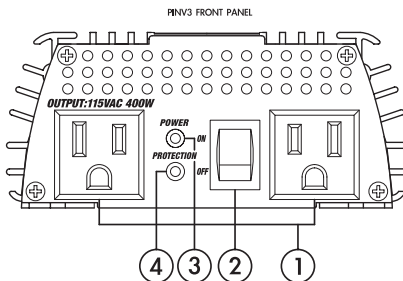 PINV3 FRONT PANEL
OUTPUT:115VAC 400W
POWER
ON
PROTECTION
OFF
4 3 2 1